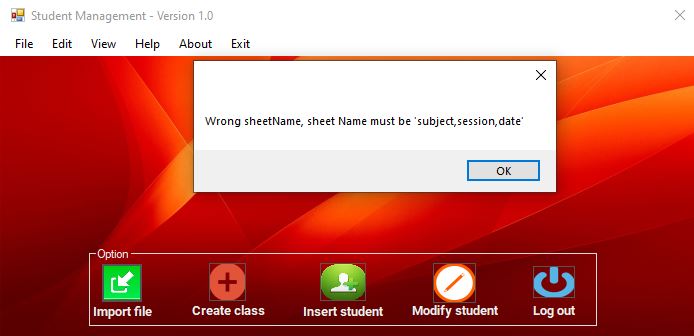 Student Management - Version 1.0
File Edit View Help About Exit
Wrong sheetName, sheet Name must be 'subject,session,date'
OK
Option
Import file Create class Insert student Modify student Log out